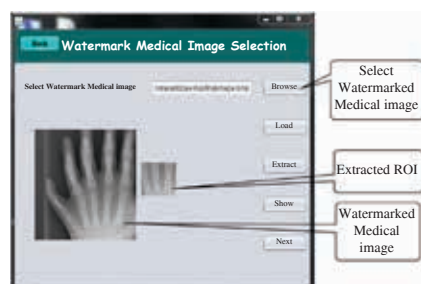 Watermark Medical Image Selection
Select Watermark Medical image
Browse
Select
Watermarked
Medical image
Load
Extract
Extracted ROI
Show
Watermarked
Medical
image
Next